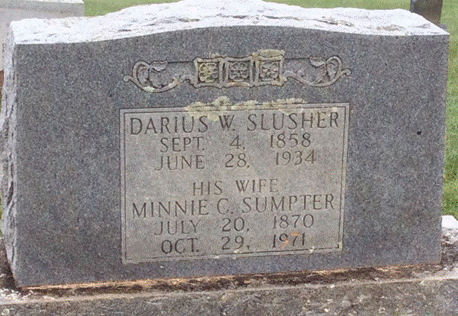 DARIUS W. SLUSHER
SEPT. 4, 1858
JUNE 28, 1934
HIS WIFE
MINNIE C. SUMPTER
JULY 20, 1870
OCT. 29, 1971